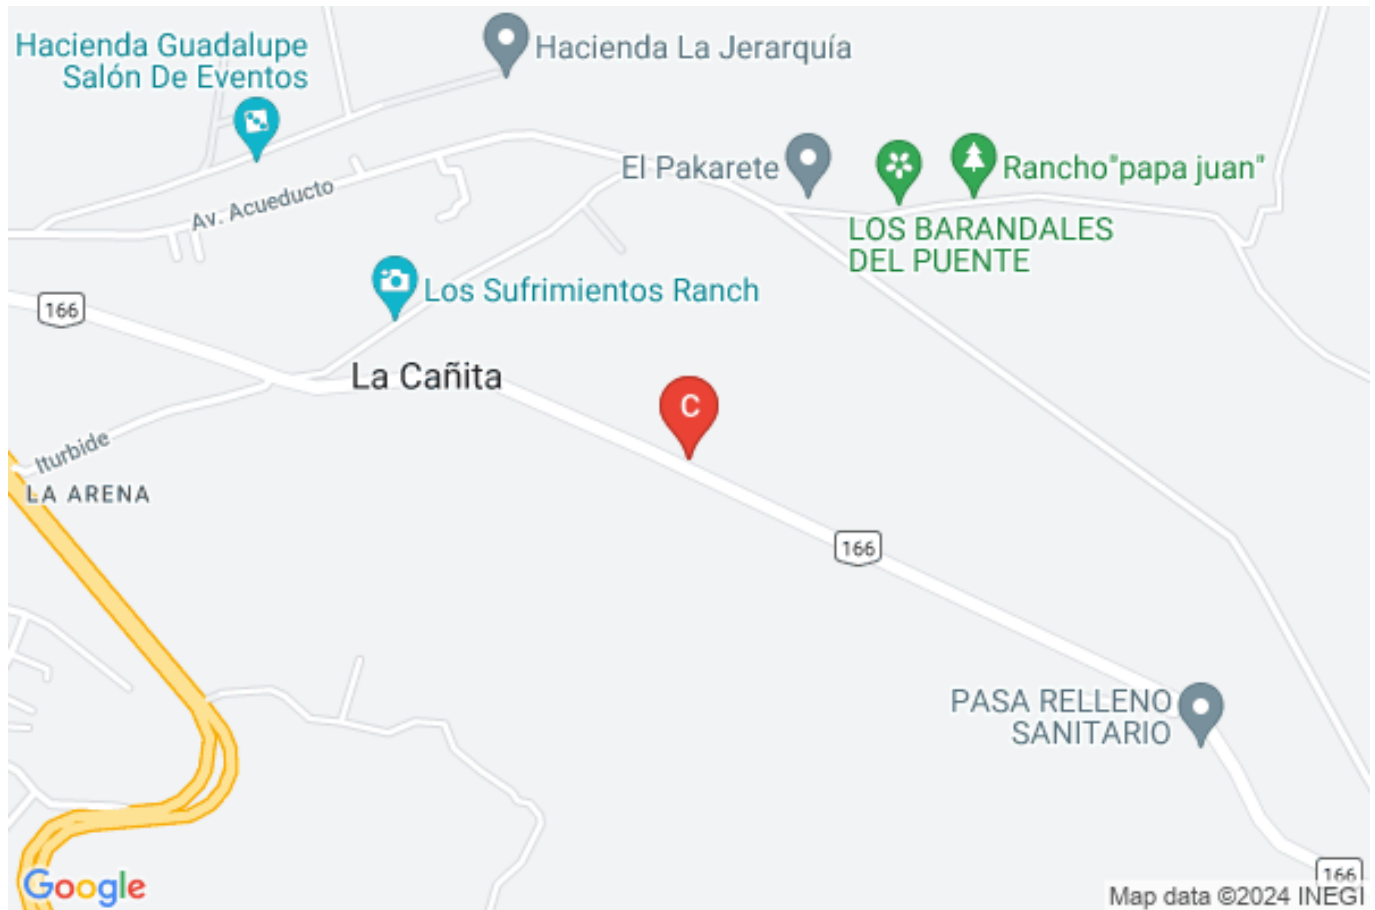 Hacienda Guadalupe
Salón De Eventos
Hacienda La Jerarquía
El Pakarete
Rancho"papa juan"
Av. Acueducto
LOS BARANDALES
DEL PUENTE
Los Sufrimientos Ranch
166
La Cañita
C
Iturbide
LA ARENA
166
PASA RELLENO
SANITARIO
166
Google
Map data ©2024 INEGI